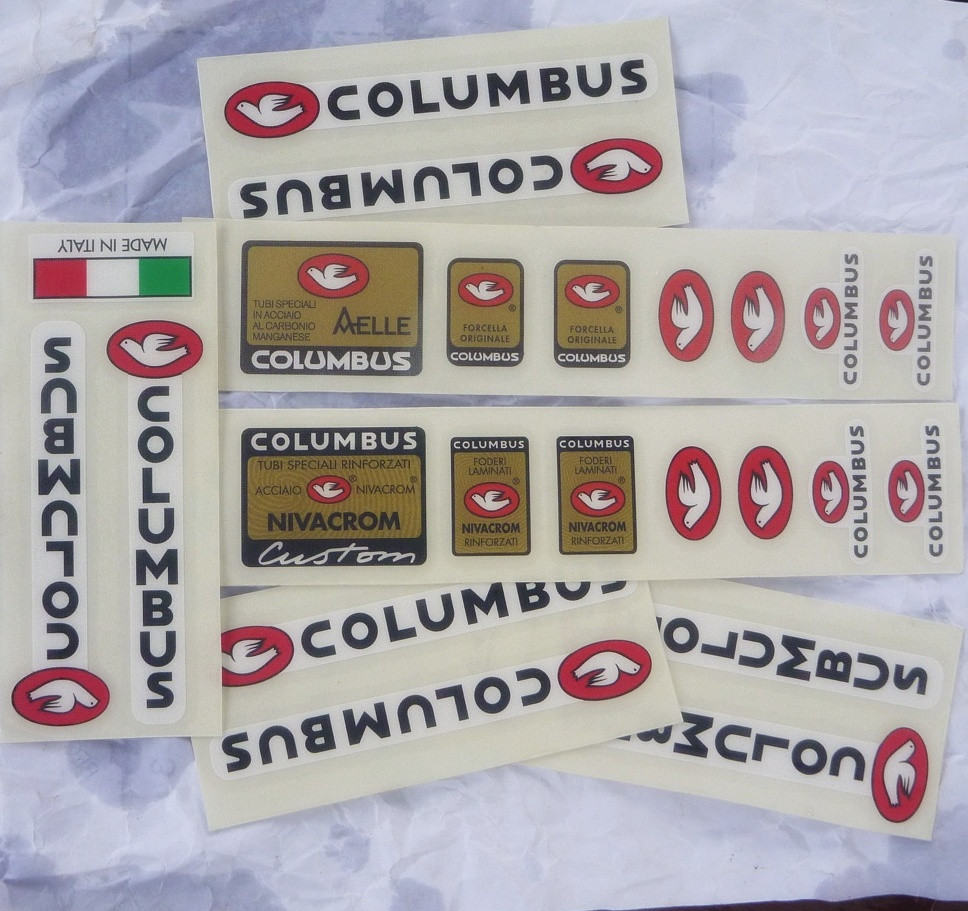 COLUMBUS
COLUMBUS
MADE IN ITALY
COLUMBUS
COLUMBUS
TUBI SPECIALI
IN ACCIAIO
AL CARBONIO
MANGANESE
AELLE
COLUMBUS
®
FORCELLA
ORIGINALE
COLUMBUS
®
FORCELLA
ORIGINALE
COLUMBUS
COLUMBUS
COLUMBUS
COLUMBUS
TUBI SPECIALI RINFORZATI
ACCIAIO ® NIVACROM®
NIVACROM
Custom
COLUMBUS
FODERI
LAMINATI
®
NIVACROM
RINFORZATI
COLUMBUS
FODERI
LAMINATI
®
NIVACROM
RINFORZATI
COLUMBUS
COLUMBUS
COLUMBUS
COLUMBUS
OLUMBUS
COLUMB